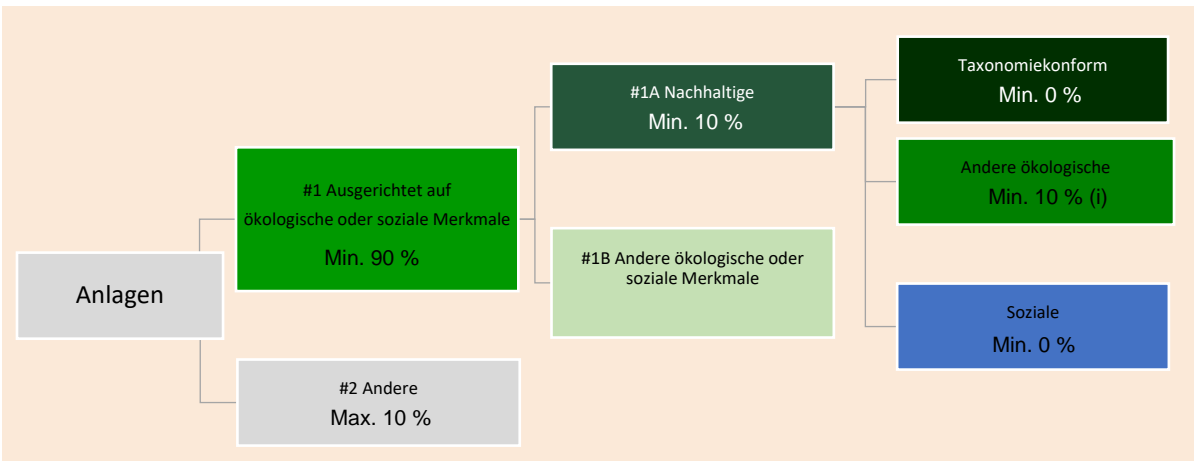 Anlagen
#1 Ausgerichtet auf
ökologische oder soziale Merkmale
Min. 90 %
#2 Andere
Max. 10 %
#1A Nachhaltige
Min. 10 %
#1B Andere ökologische oder
soziale Merkmale
Taxonomiekonform
Min. 0 %
Andere ökologische
Min. 10 % (i)
Soziale
Min. 0 %